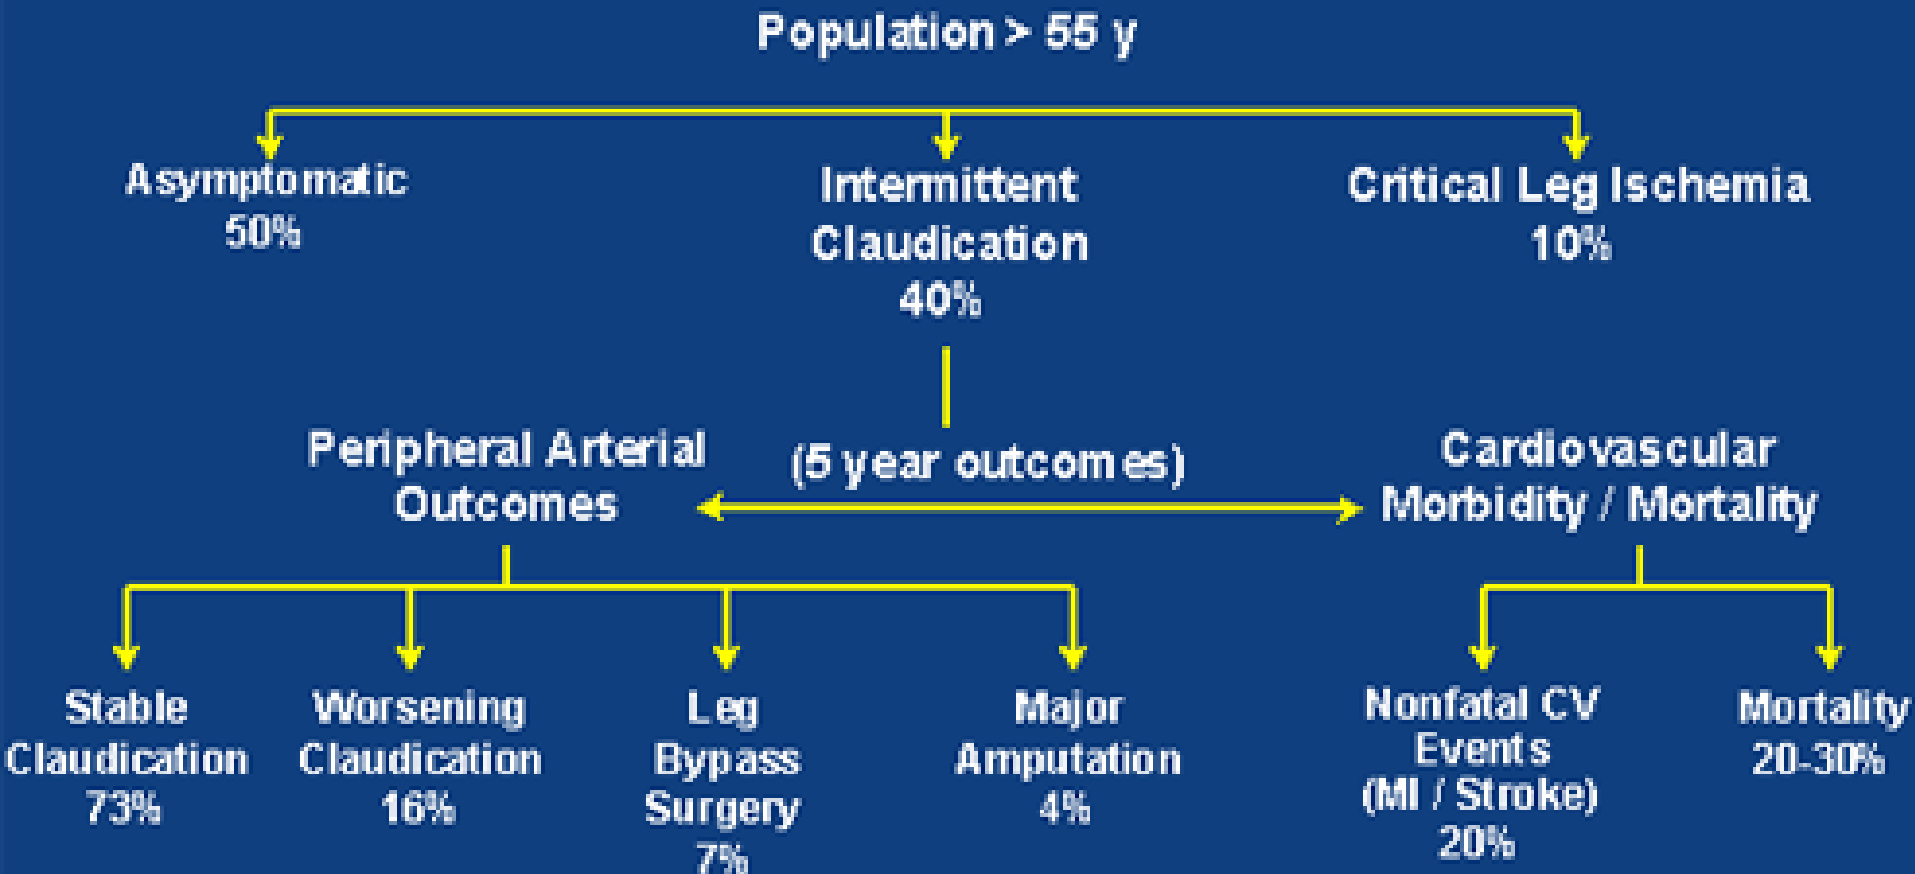 Population > 55 y
Asymptomatic
50%
Intermittent
Claudication
40%
Critical Leg Ischemia
10%
(5 year outcomes)
Peripheral Arterial
Outcomes
Cardiovascular
Morbidity / Mortality
Stable
Claudication
73%
Worsening
Claudication
16%
Leg
Bypass
Surgery
7%
Major
Amputation
4%
Nonfatal CV
Events
(MI / Stroke)
20%
Mortality
20-30%